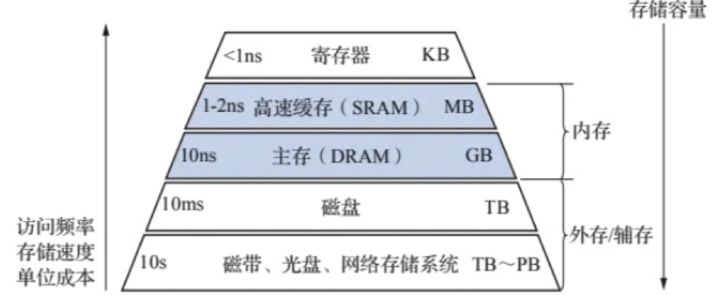 存储容量
<1ns 寄存器 KB
1-2ns 高速缓存（SRAM） MB
内存
10ns 主存（DRAM） GB
10ms 磁盘 TB
访问频率
存储速度
单位成本
外存/辅存
10s 磁带、光盘、网络存储系统 TB～PB